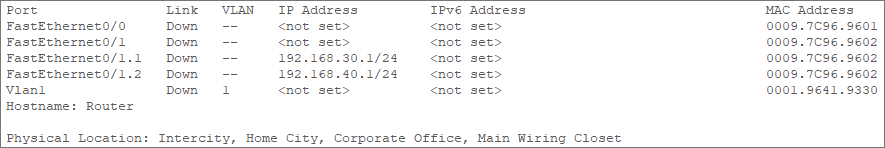 Port Link VLAN IP Address IPv6 Address MAC Address
FastEthernet0/0 Down -- <not set> <not set> 0009.7C96.9601
FastEthernet0/1 Down -- <not set> <not set> 0009.7C96.9602
FastEthernet0/1.1 Down -- 192.168.30.1/24 <not set> 0009.7C96.9602
FastEthernet0/1.2 Down -- 192.168.40.1/24 <not set> 0009.7C96.9602
Vlan1 Down 1 <not set> <not set> 0001.9641.9330
Hostname: Router
Physical Location: Intercity, Home City, Corporate Office, Main Wiring Closet